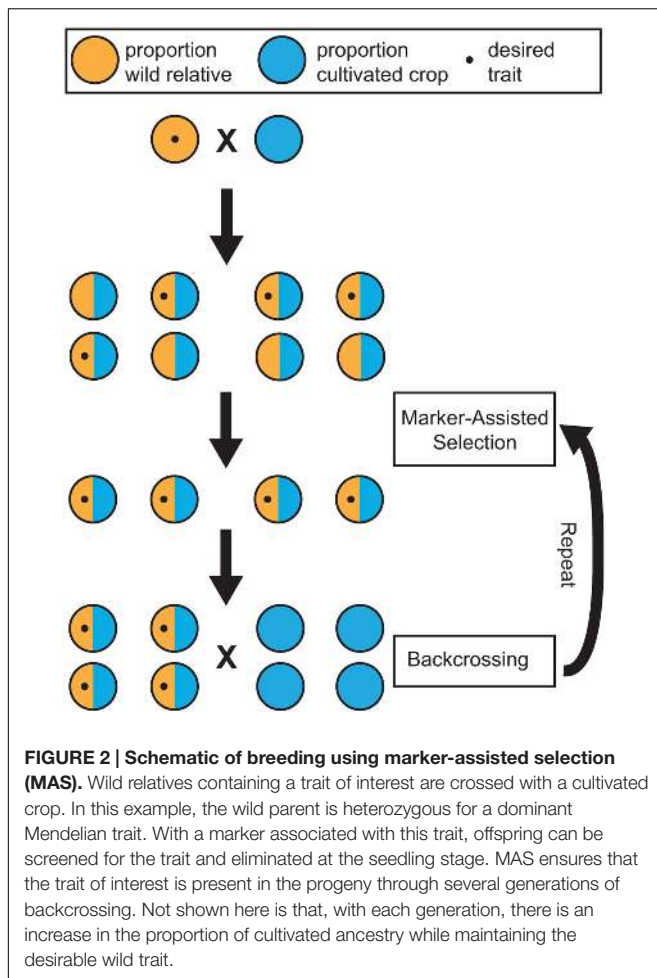 proportion wild relative
proportion cultivated crop
desired trait
X
Marker-Assisted
Selection
Repeat
X
Backcrossing
FIGURE 2 | Schematic of breeding using marker-assisted selection
(MAS). Wild relatives containing a trait of interest are crossed with a cultivated
crop. In this example, the wild parent is heterozygous for a dominant
Mendelian trait. With a marker associated with this trait, offspring can be
screened for the trait and eliminated at the seedling stage. MAS ensures that
the trait of interest is present in the progeny through several generations of
backcrossing. Not shown here is that, with each generation, there is an
increase in the proportion of cultivated ancestry while maintaining the
desirable wild trait.